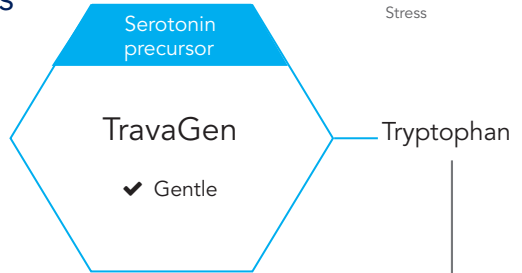 s
Stress
Serotonin
precursor
TravaGen
Tryptophan
✔ Gentle